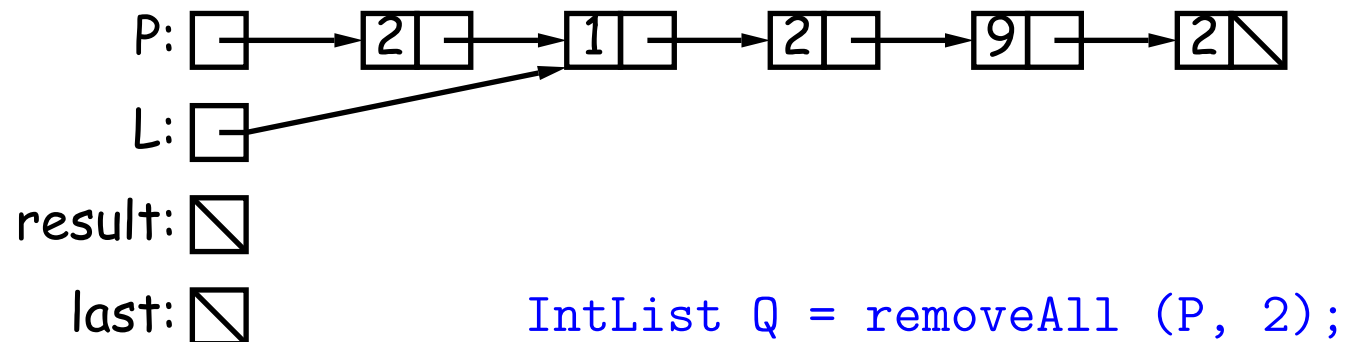 P: 2 1 2 9 2
L:
result:
last:
IntList Q = removeAll (P, 2);